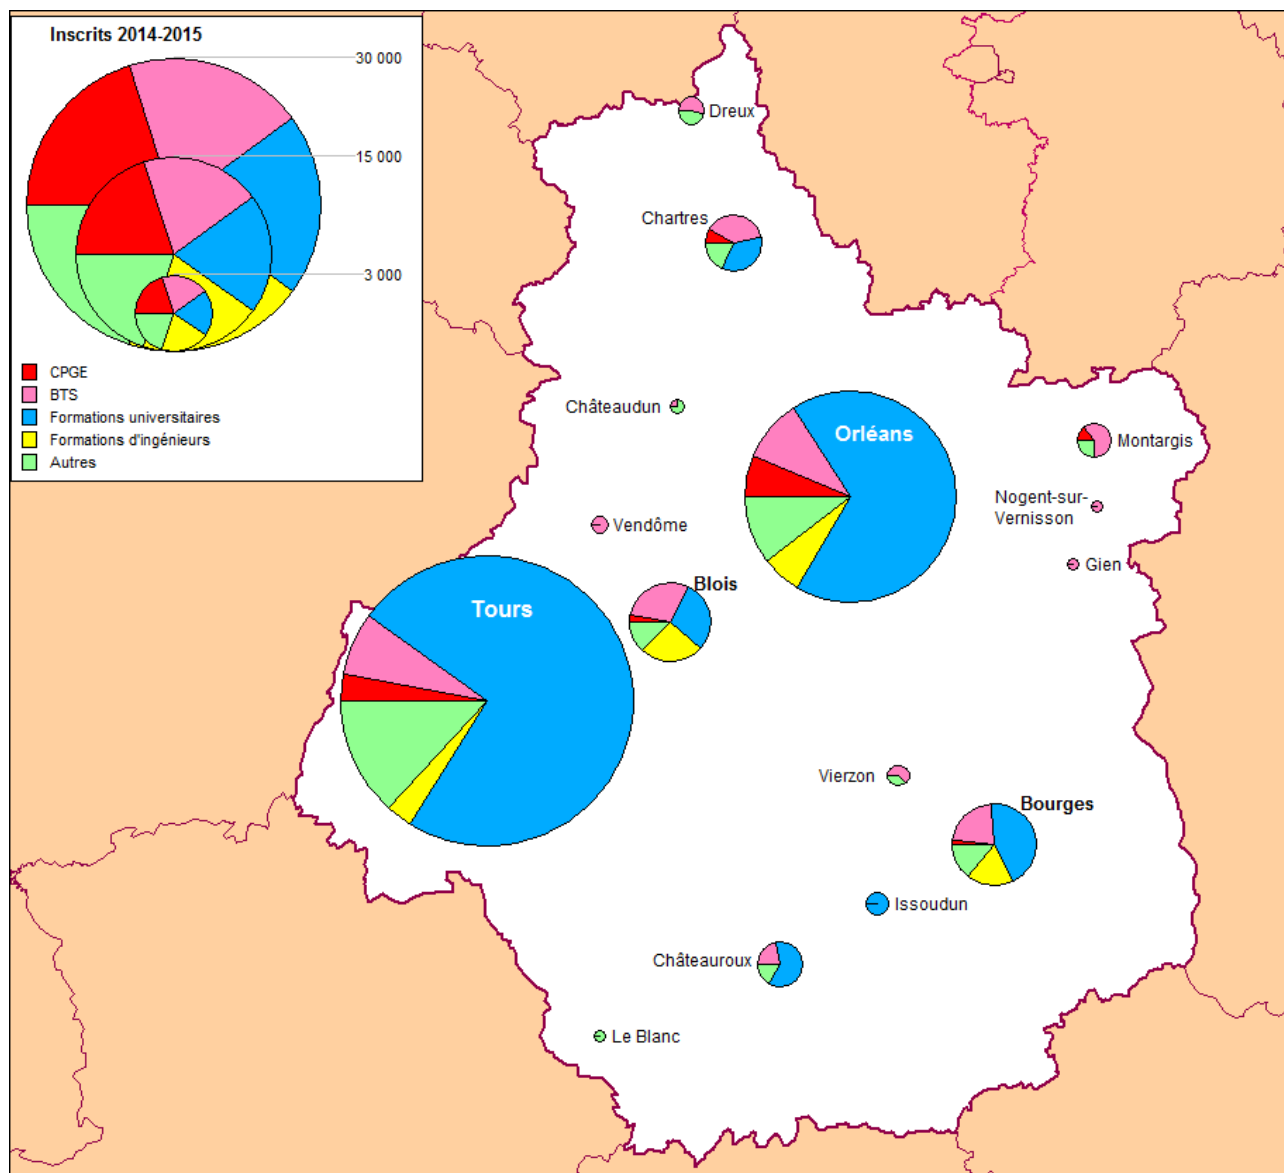 Inscrits 2014-2015
30 000
15 000
3 000
CPGE
BTS
Formations universitaires
Formations d'ingénieurs
Autres
Dreux
Chartres
Châteaudun
Orléans
Montargis
Nogent-sur-
Vernisson
Vendôme
Gien
Blois
Tours
Vierzon
Bourges
Issoudun
Châteauroux
Le Blanc